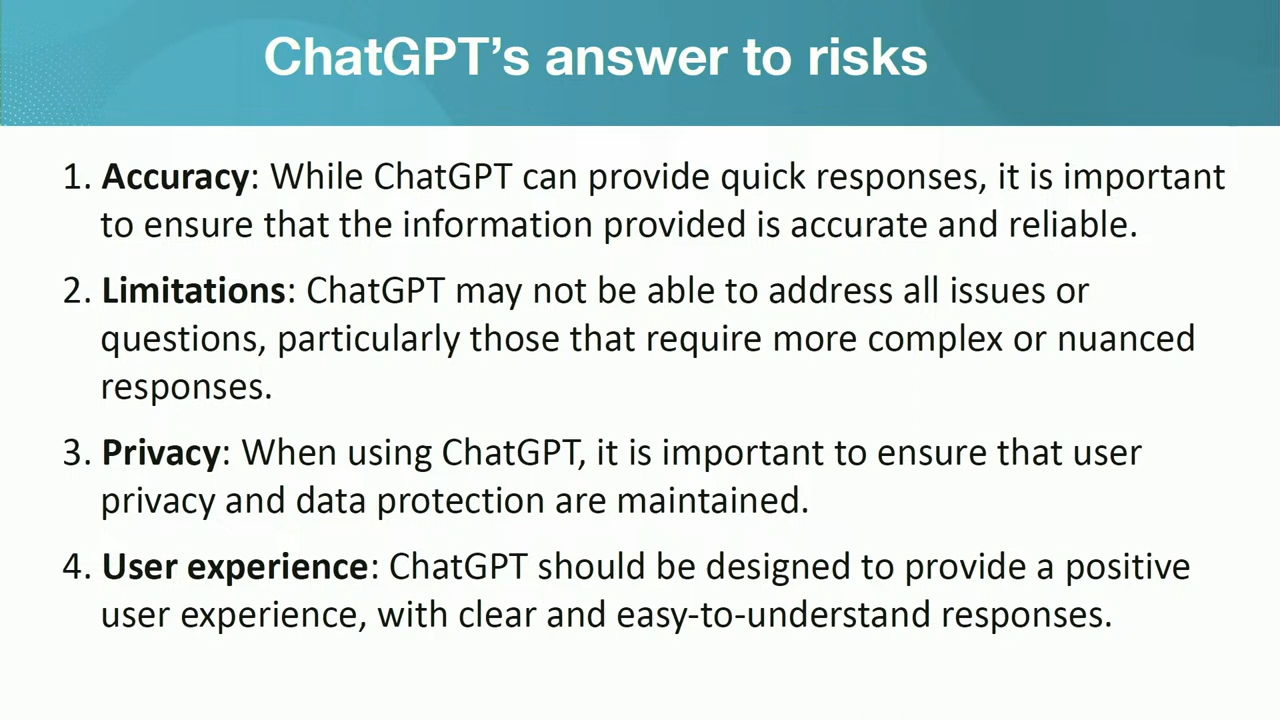 ChatGPT’s answer to risks
1. Accuracy: While ChatGPT can provide quick responses, it is important
to ensure that the information provided is accurate and reliable.
2. Limitations: ChatGPT may not be able to address all issues or
questions, particularly those that require more complex or nuanced
responses.
3. Privacy: When using ChatGPT, it is important to ensure that user
privacy and data protection are maintained.
4. User experience: ChatGPT should be designed to provide a positive
user experience, with clear and easy-to-understand responses.